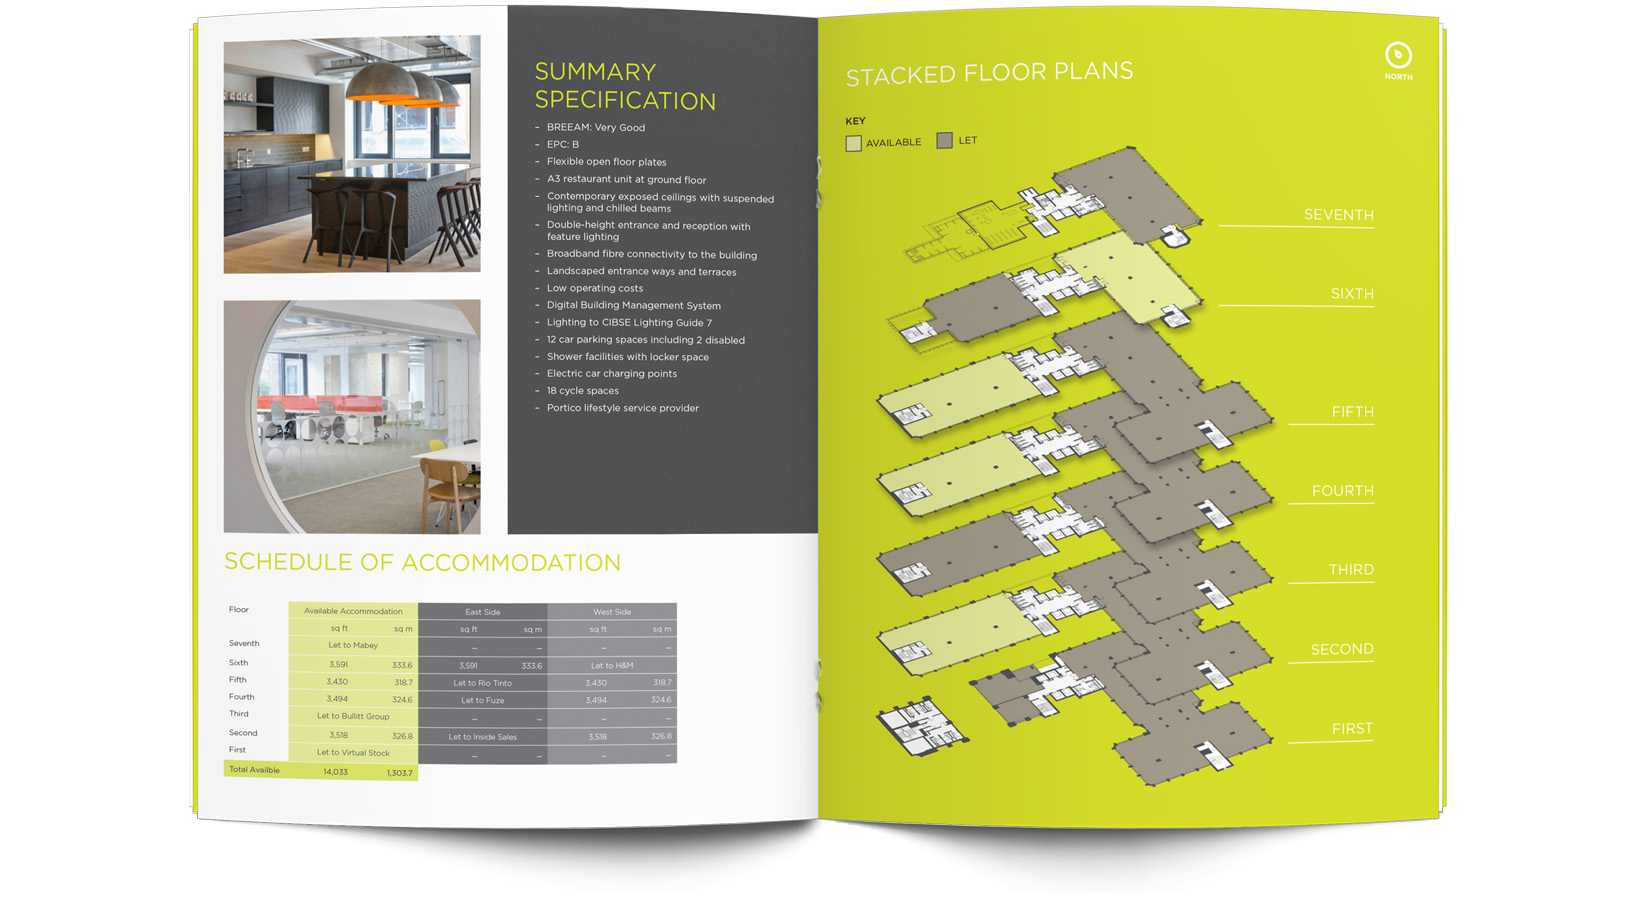 SUMMARY
SPECIFICATION
– BREEAM: Very Good
– EPC: B
– Flexible open floor plates
– A3 restaurant unit at ground floor
– Contemporary exposed ceilings with suspended
lighting and chilled beams
– Double-height entrance and reception with
feature lighting
– Broadband fibre connectivity to the building
– Landscaped entrance ways and terraces
– Low operating costs
– Digital Building Management System
– Lighting to CIBSE Lighting Guide 7
– 12 car parking spaces including 2 disabled
– Shower facilities with locker space
– Electric car charging points
– 18 cycle spaces
– Portico lifestyle service provider
SCHEDULE OF ACCOMMODATION
Floor Available Accommodation East Side West Side
sq ft sq m sq ft sq m sq ft sq m
Seventh Let to Mabey – – – –
Sixth 3,591 333.6 3,591 333.6 Let to H&M
Fifth 3,430 318.7 Let to Rio Tinto 3,430 318.7
Fourth 3,494 324.6 Let to Fuze 3,494 324.6
Third Let to Bullitt Group – – – –
Second 3,518 326.8 Let to Inside Sales 3,518 326.8
First Let to Virtual Stock – – – –
Total Availble 14,033 1,303.7
STACKED FLOOR PLANS
NORTH
KEY
AVAILABLE LET
SEVENTH
SIXTH
FIFTH
FOURTH
THIRD
SECOND
FIRST